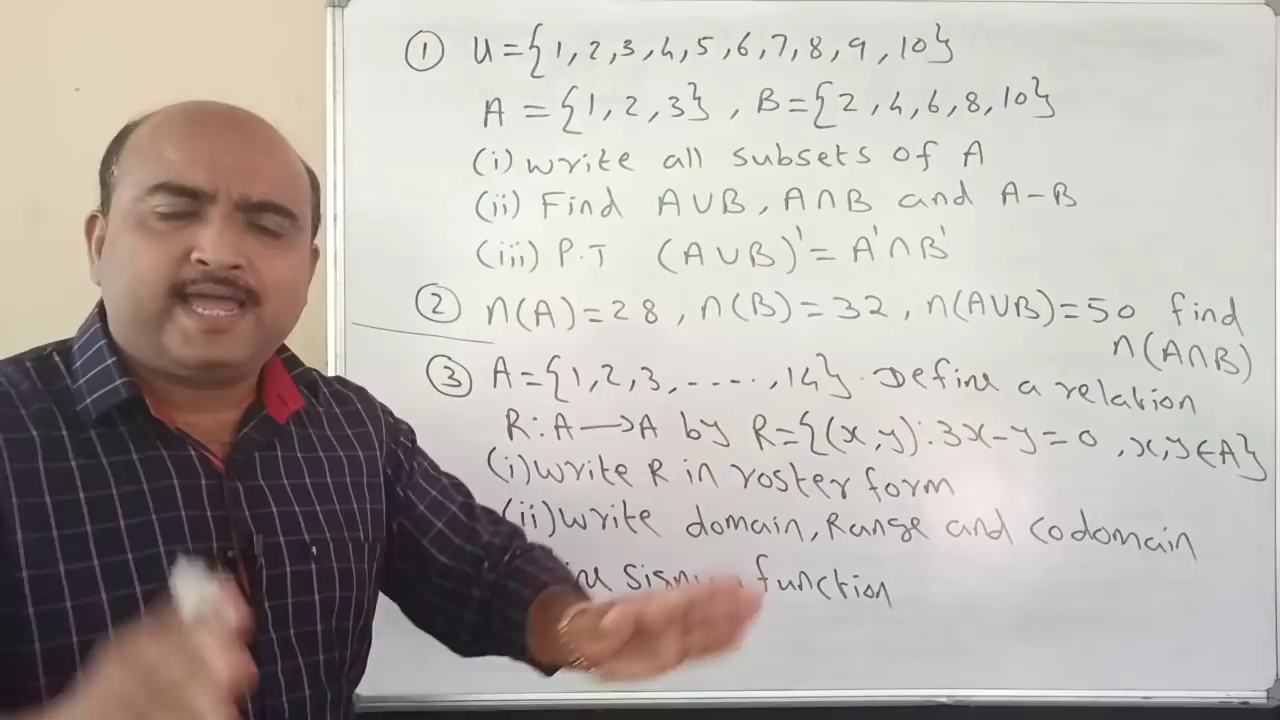 ① U={1,2,3,4,5,6,7,8,9,10}
A={1,2,3}, B={2,4,6,8,10}
(i) write all subsets of A
(ii) Find A∪B, A∩B and A-B
(iii) P.T (A∪B)'=A'∩B'
② n(A)=28, n(B)=32, n(A∪B)=50 find
n(A∩B)
③ A={1,2,3,-----,14}. Define a relation
R:A→A by R={(x,y):3x-y=0,x,y∈A}
(i) write R in roster form
(ii) write domain, Range and codomain
function